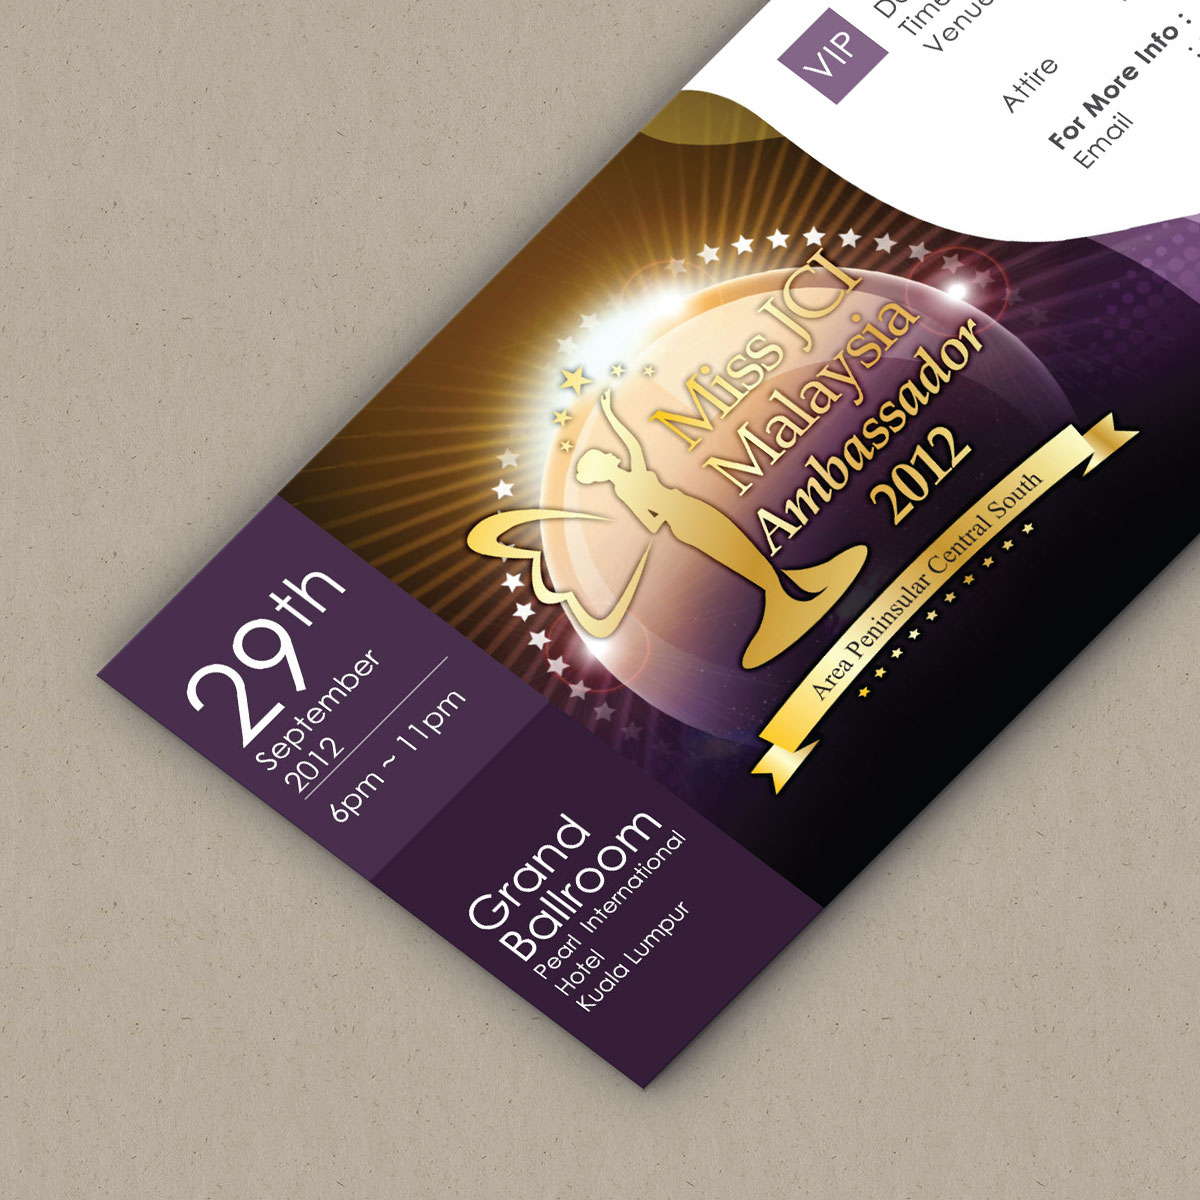 29th
September
2012
6pm ~ 11pm
Grand
Ballroom
Pearl International
Hotel
Kuala Lumpur
Miss JCI
Malaysia
Ambassador
2012
Area Peninsular Central South
VIP
Time
Venue
Attire
For More Info :
Email